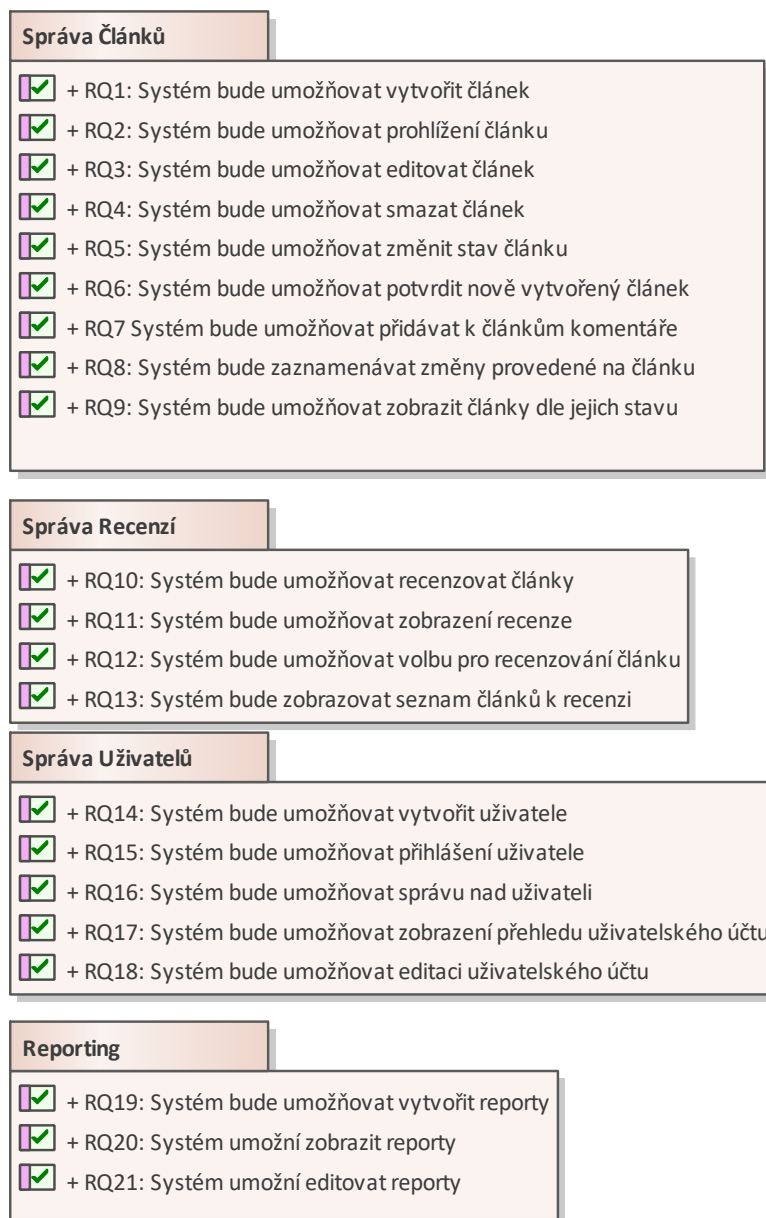 Správa Článků
+ RQ1: Systém bude umožňovat vytvořit článek
+ RQ2: Systém bude umožňovat prohlížení článku
+ RQ3: Systém bude umožňovat editovat článek
+ RQ4: Systém bude umožňovat smazat článek
+ RQ5: Systém bude umožňovat změnit stav článku
+ RQ6: Systém bude umožňovat potvrdit nově vytvořený článek
+ RQ7 Systém bude umožňovat přidávat k článkům komentáře
+ RQ8: Systém bude zaznamenávat změny provedené na článku
+ RQ9: Systém bude umožňovat zobrazit články dle jejich stavu
Správa Recenzí
+ RQ10: Systém bude umožňovat recenzovat články
+ RQ11: Systém bude umožňovat zobrazení recenze
+ RQ12: Systém bude umožňovat volbu pro recenzování článku
+ RQ13: Systém bude zobrazovat seznam článků k recenzi
Správa Uživatelů
+ RQ14: Systém bude umožňovat vytvořit uživatele
+ RQ15: Systém bude umožňovat přihlášení uživatele
+ RQ16: Systém bude umožňovat správu nad uživateli
+ RQ17: Systém bude umožňovat zobrazení přehledu uživatelského účtu
+ RQ18: Systém bude umožňovat editaci uživatelského účtu
Reporting
+ RQ19: Systém bude umožňovat vytvořit reporty
+ RQ20: Systém umožní zobrazit reporty
+ RQ21: Systém umožní editovat reporty